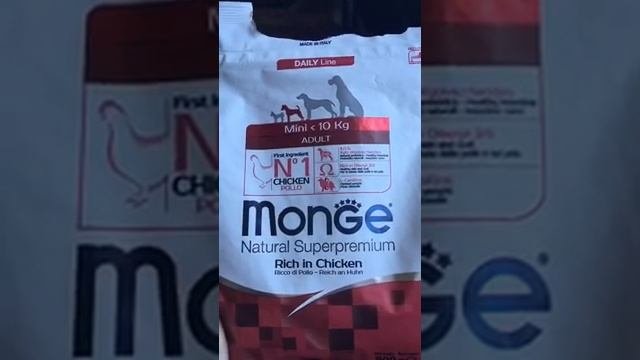 MADE IN ITALY
DAILY Line
Mini < 10 Kg
ADULT
First Ingredient
N°1
CHICKEN
POLLO
MONGE
Natural Superpremium
Rich in Chicken
Ricco di Pollo - Reich an Huhn